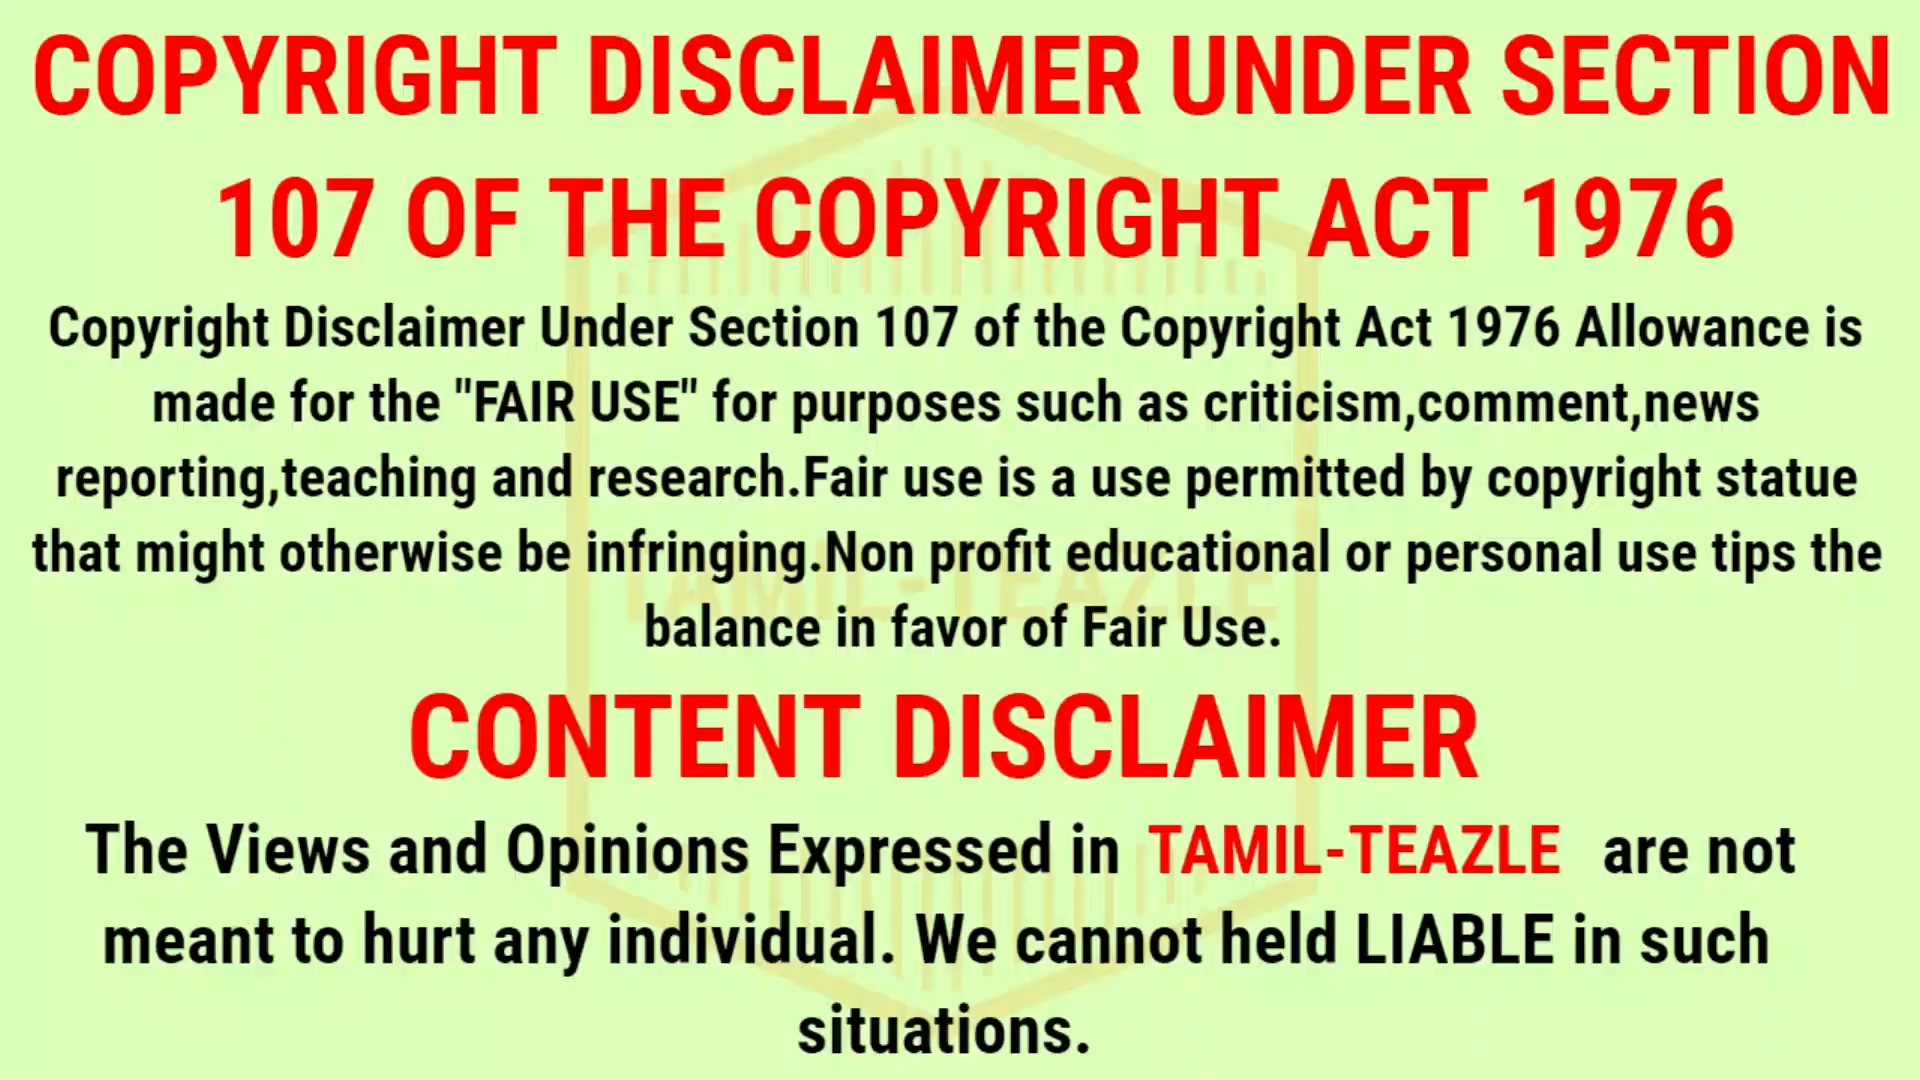 COPYRIGHT DISCLAIMER UNDER SECTION
107 OF THE COPYRIGHT ACT 1976
Copyright Disclaimer Under Section 107 of the Copyright Act 1976 Allowance is
made for the "FAIR USE" for purposes such as criticism,comment,news
reporting,teaching and research.Fair use is a use permitted by copyright statue
that might otherwise be infringing.Non profit educational or personal use tips the
TAMIL-TEAZLE
balance in favor of Fair Use.
CONTENT DISCLAIMER
The Views and Opinions Expressed in TAMIL-TEAZLE are not
meant to hurt any individual. We cannot held LIABLE in such
situations.